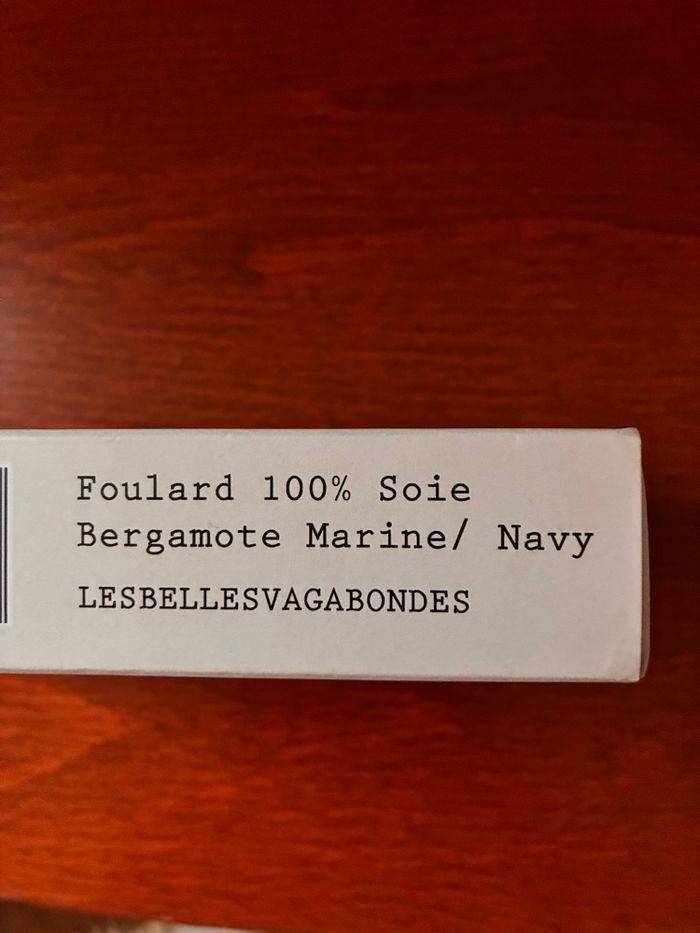 Foulard 100% Soie
Bergamote Marine/ Navy
LESBELLESVAGABONDES